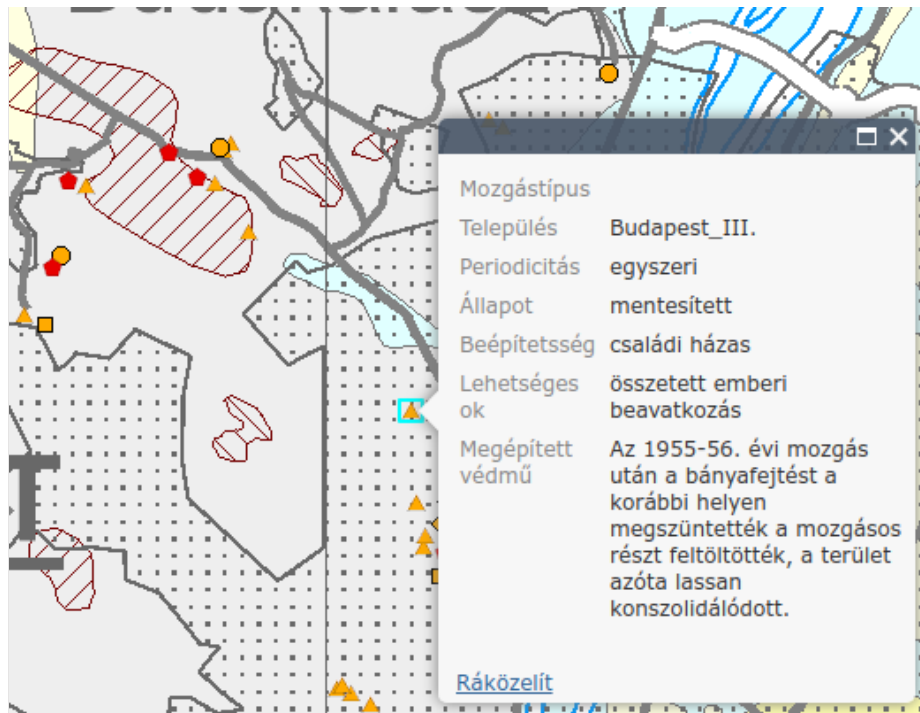 Mozgástípus
Település Budapest_III.
Periodicitás egyszeri
Állapot mentesített
Beépítetsség családi házas
Lehetséges összetett emberi
ok beavatkozás
Megépített Az 1955-56. évi mozgás
védmű után a bányafejtést a
korábbi helyen
megszüntették a mozgásos
részt feltöltötték, a terület
azóta lassan
konszolidálódott.
Ráközelít